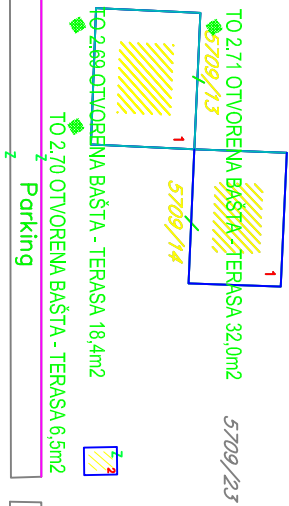 TO 2.71 OTVORENA BAŠTA - TERASA 32,0m2
5709/13
TO 2.69 OTVORENA BAŠTA - TERASA 18,4m2
1
5709/14
1
TO 2.70 OTVORENA BAŠTA - TERASA 6,5m2
z
z
Parking
5709/23
z
2